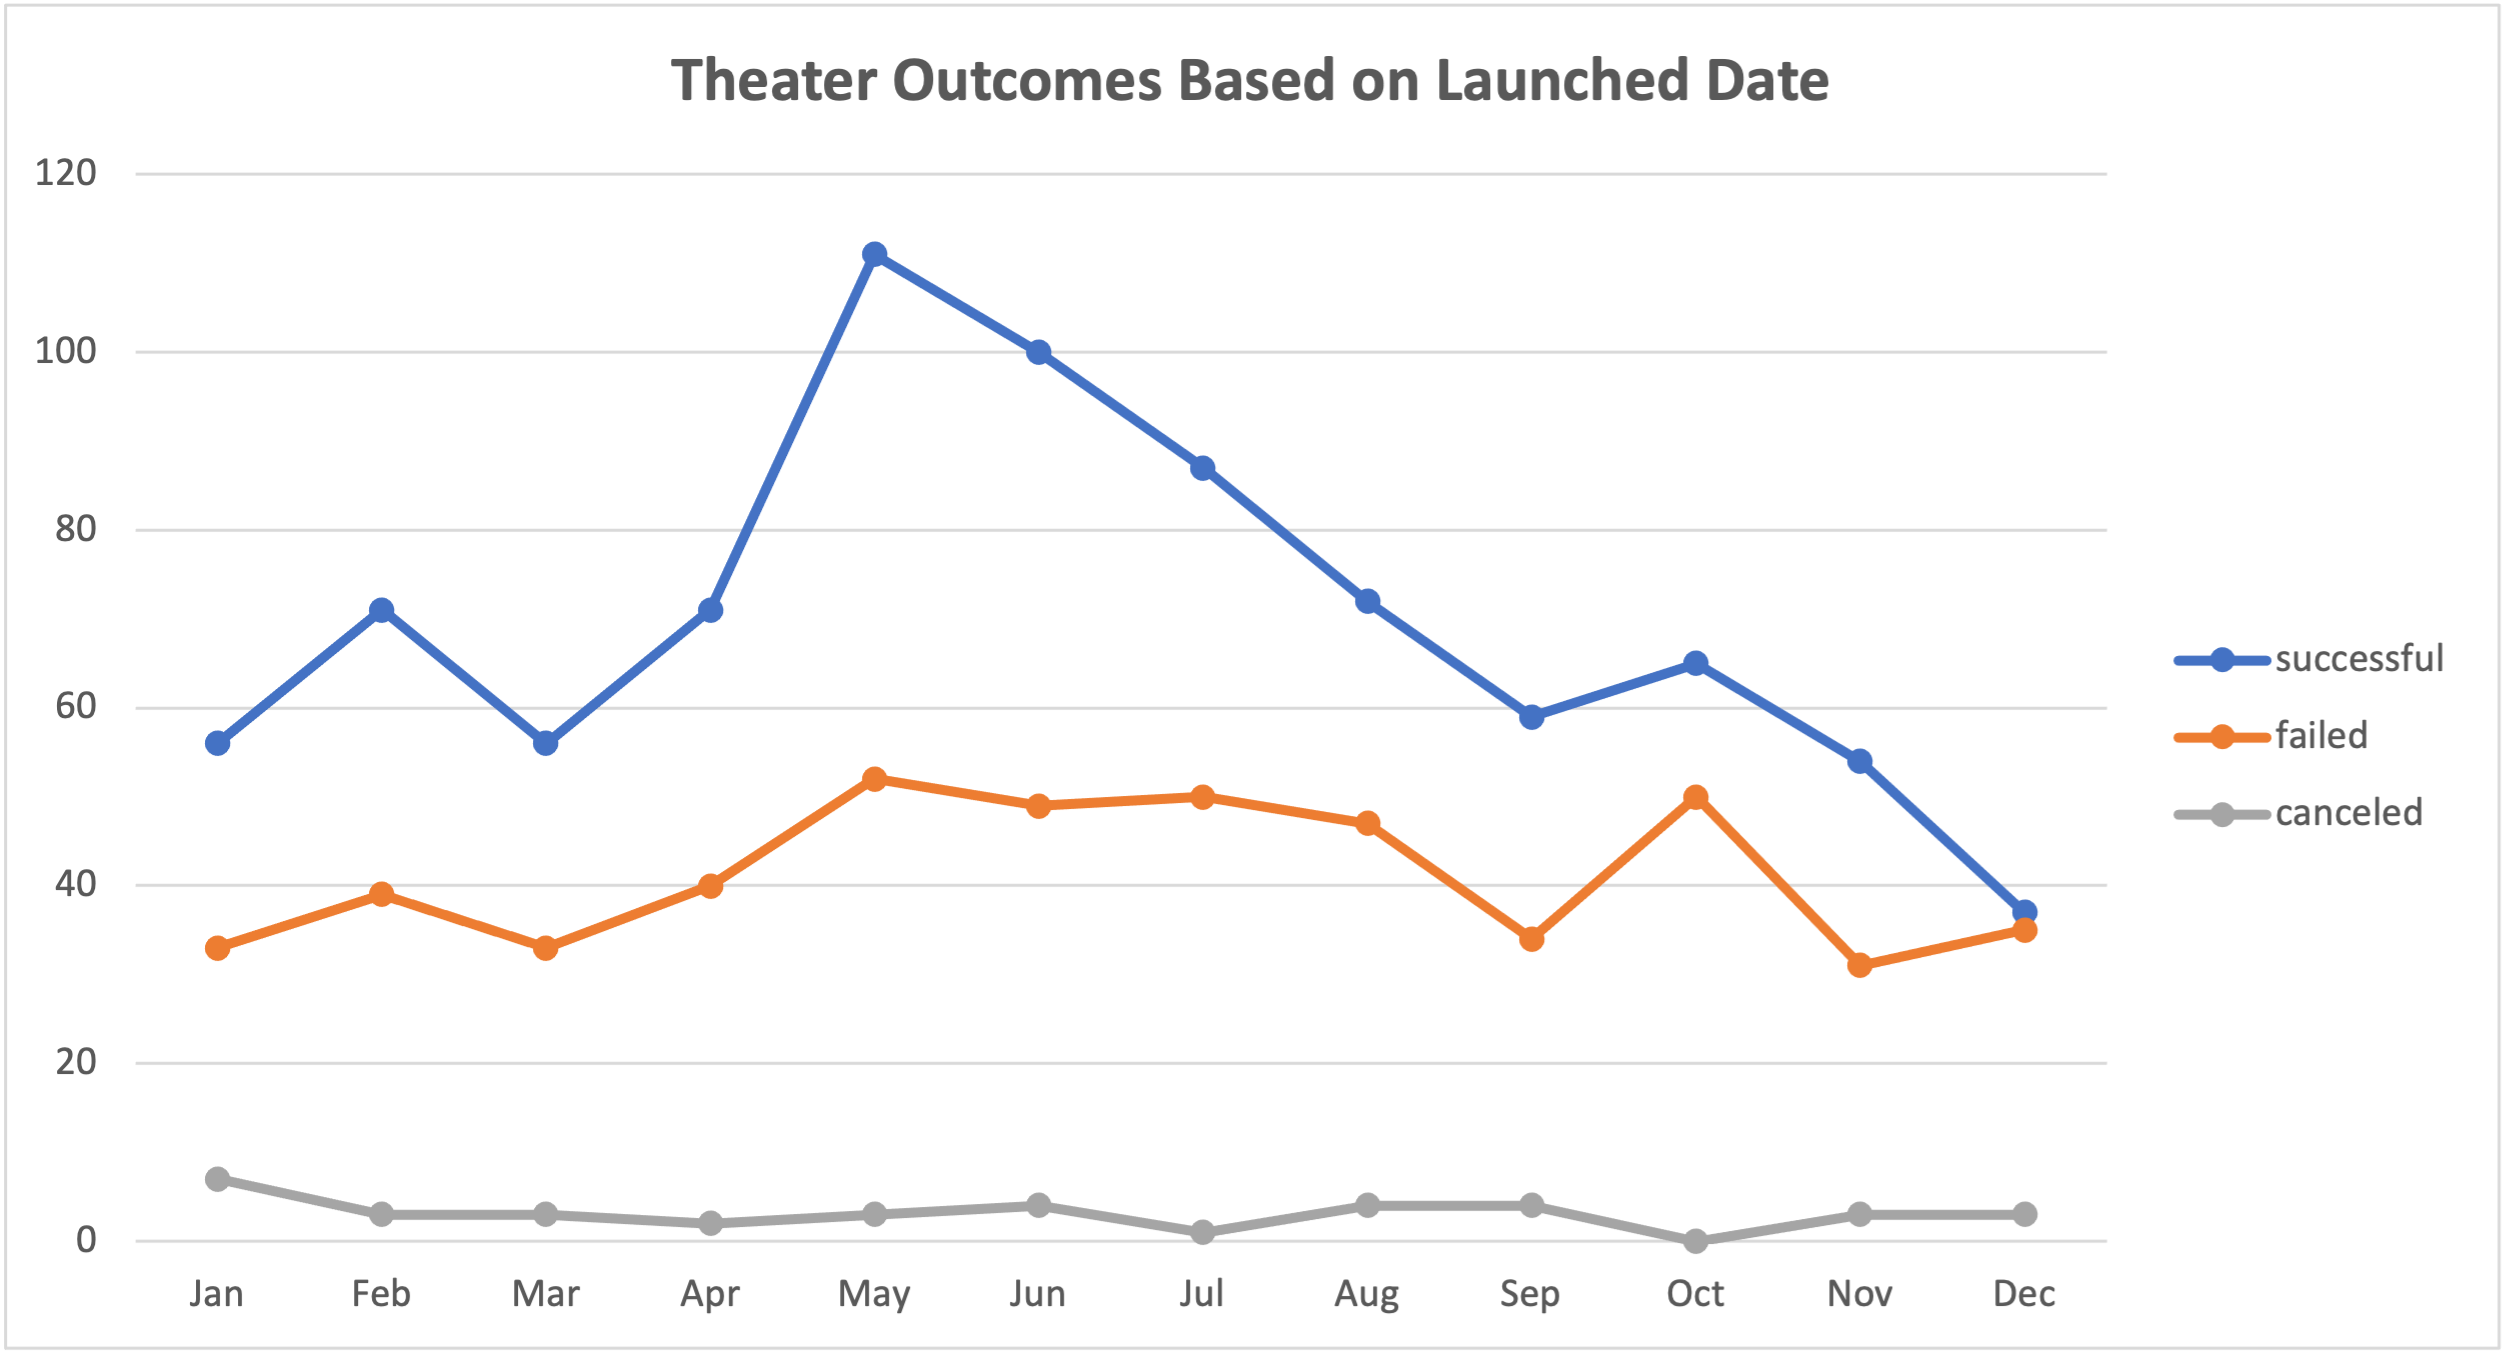 Theater Outcomes Based on Launched Date
120
100
80
60
40
20
0
Jan Feb Mar Apr May Jun Jul Aug Sep Oct Nov Dec
successful
failed
canceled